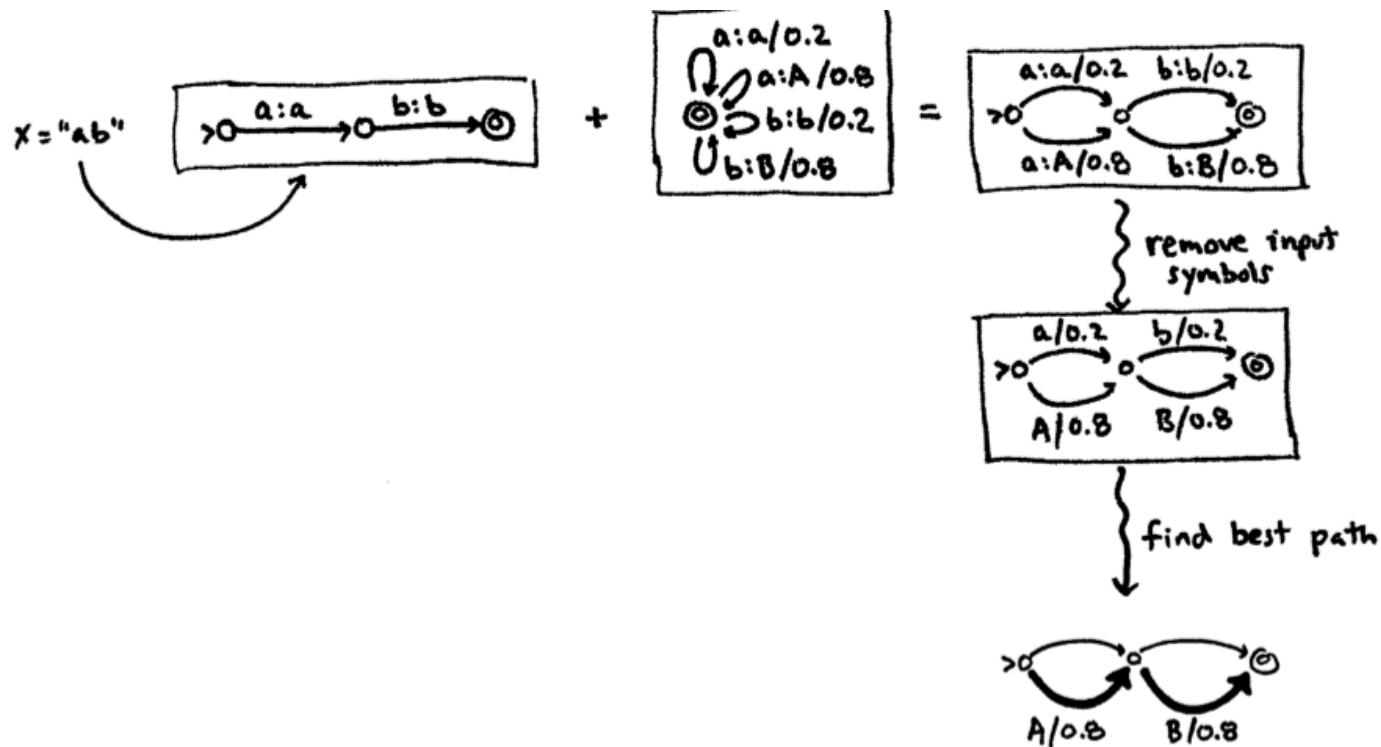 x = "ab"
a:a
b:b
+
a:a/0.2
a:A/0.8
b:b/0.2
b:B/0.8
=
a:a/0.2 b:b/0.2
a:A/0.8 b:B/0.8
remove input
symbols
a/0.2 b/0.2
A/0.8 B/0.8
find best path
A/0.8 B/0.8